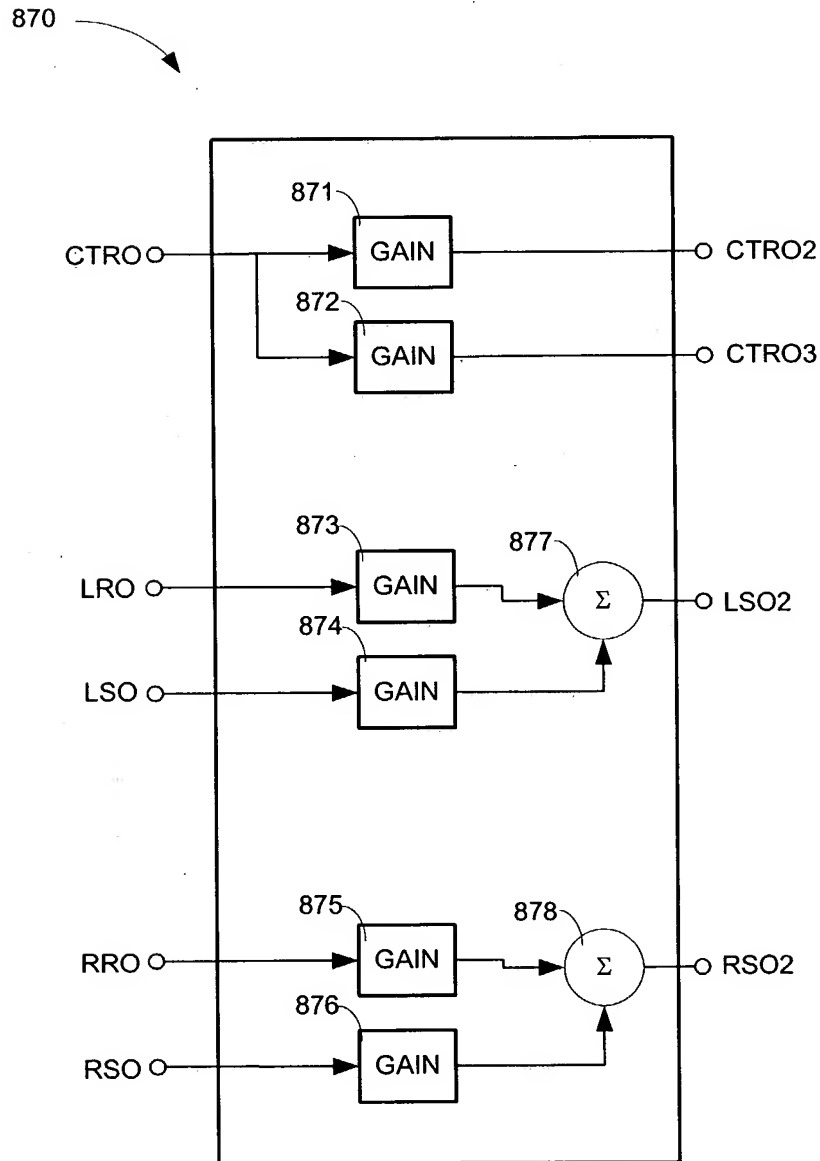 870
871
CTRO GAIN CTRO2
872
GAIN CTRO3
873
877
LRO GAIN Σ LSO2
874
LSO GAIN
875
878
RRO GAIN Σ RSO2
876
RSO GAIN